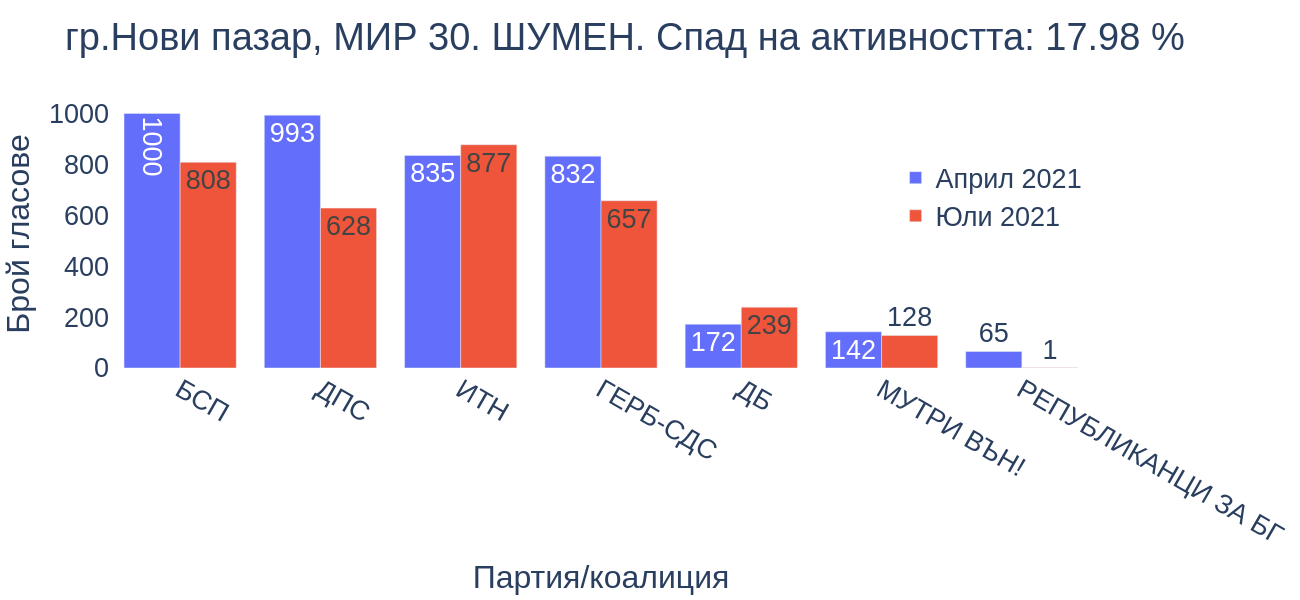 гр.Нови пазар, МИР 30. ШУМЕН. Спад на активността: 17.98 %
Брой гласове
1000
800
600
400
200
0
1000
808
993
628
835
877
832
657
172
239
142
128
65
1
Април 2021
Юли 2021
БСП
ДПС
ИТН
ГЕРБ-СДС
ДБ
МУТРИ ВЪН!
РЕПУБЛИКАНЦИ ЗА БГ
Партия/коалиция